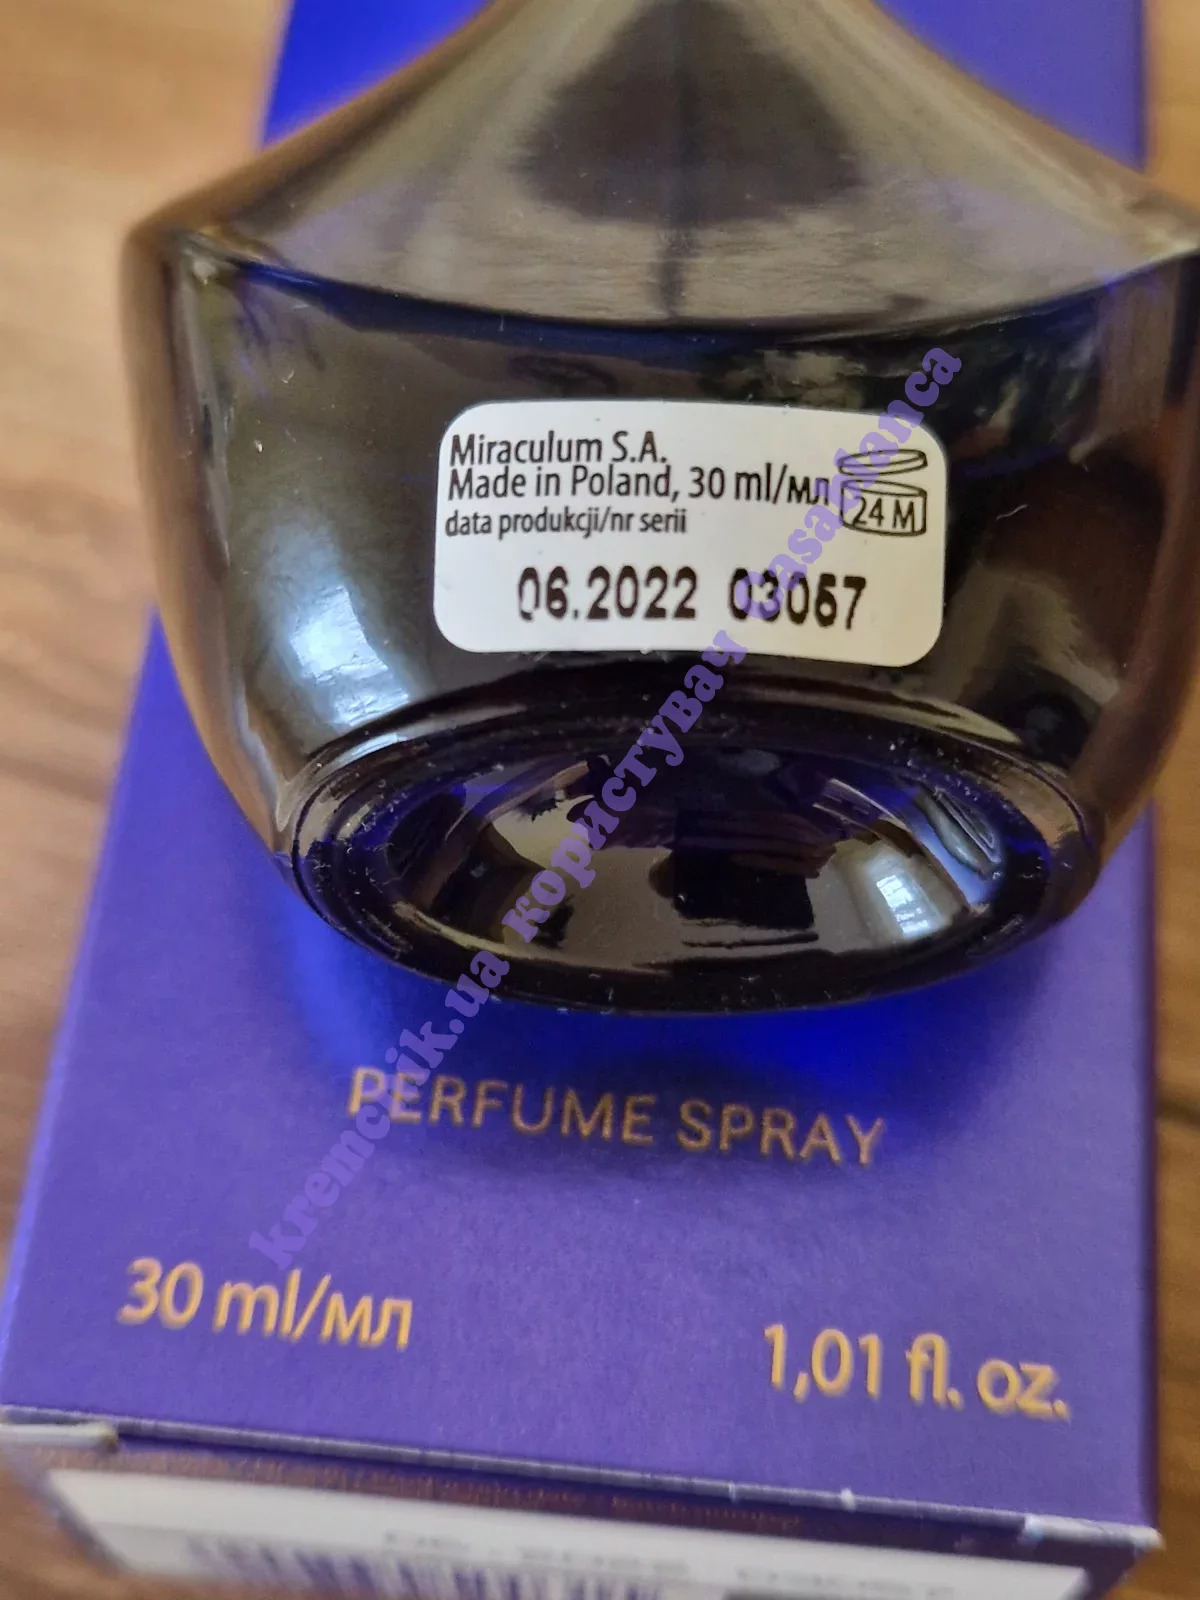 Miraculum S.A.
Made in Poland, 30 ml/мл
24 M
data produkcji/nr serii
06.2022 03067
PERFUME SPRAY
30 ml/мл
1,01 fl. oz.
kremchik.ua користувач Casablanca